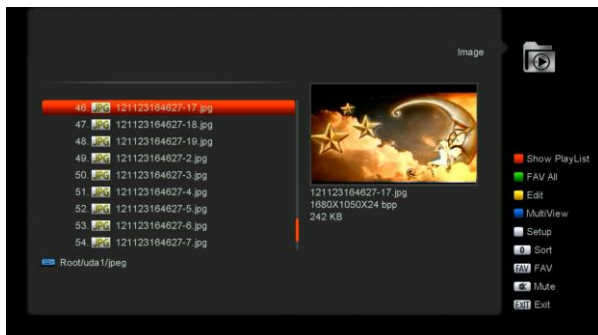 Image
46. JPG 121123164627-17.jpg
47. JPG 121123164627-18.jpg
48. JPG 121123164627-19.jpg
49. JPG 121123164627-2.jpg
50. JPG 121123164627-3.jpg
51. JPG 121123164627-4.jpg
52. JPG 121123164627-5.jpg
53. JPG 121123164627-6.jpg
54. JPG 121123164627-7.jpg
Root/uda1/jpeg
121123164627-17.jpg
1680X1050X24 bpp
242 KB
Show PlayList
FAV All
Edit
MultiView
Setup
0 Sort
FAV FAV
Mute
EXIT Exit